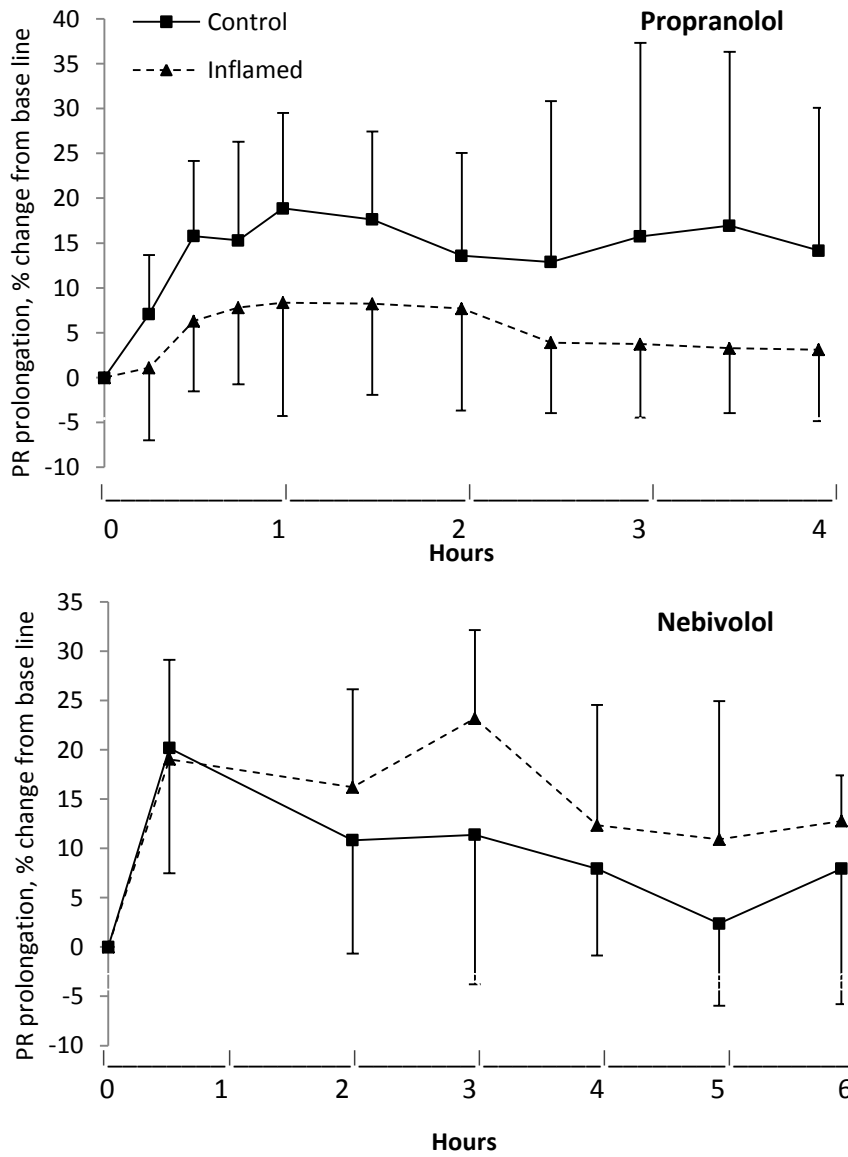 Propranolol
Control
Inflamed
PR prolongation, % change from base line
40
35
30
25
20
15
10
5
0
-5
-10
0 1 2 3 4
Hours
Nebivolol
PR prolongation, % change from base line
35
30
25
20
15
10
5
0
-5
-10
0 1 2 3 4 5 6
Hours